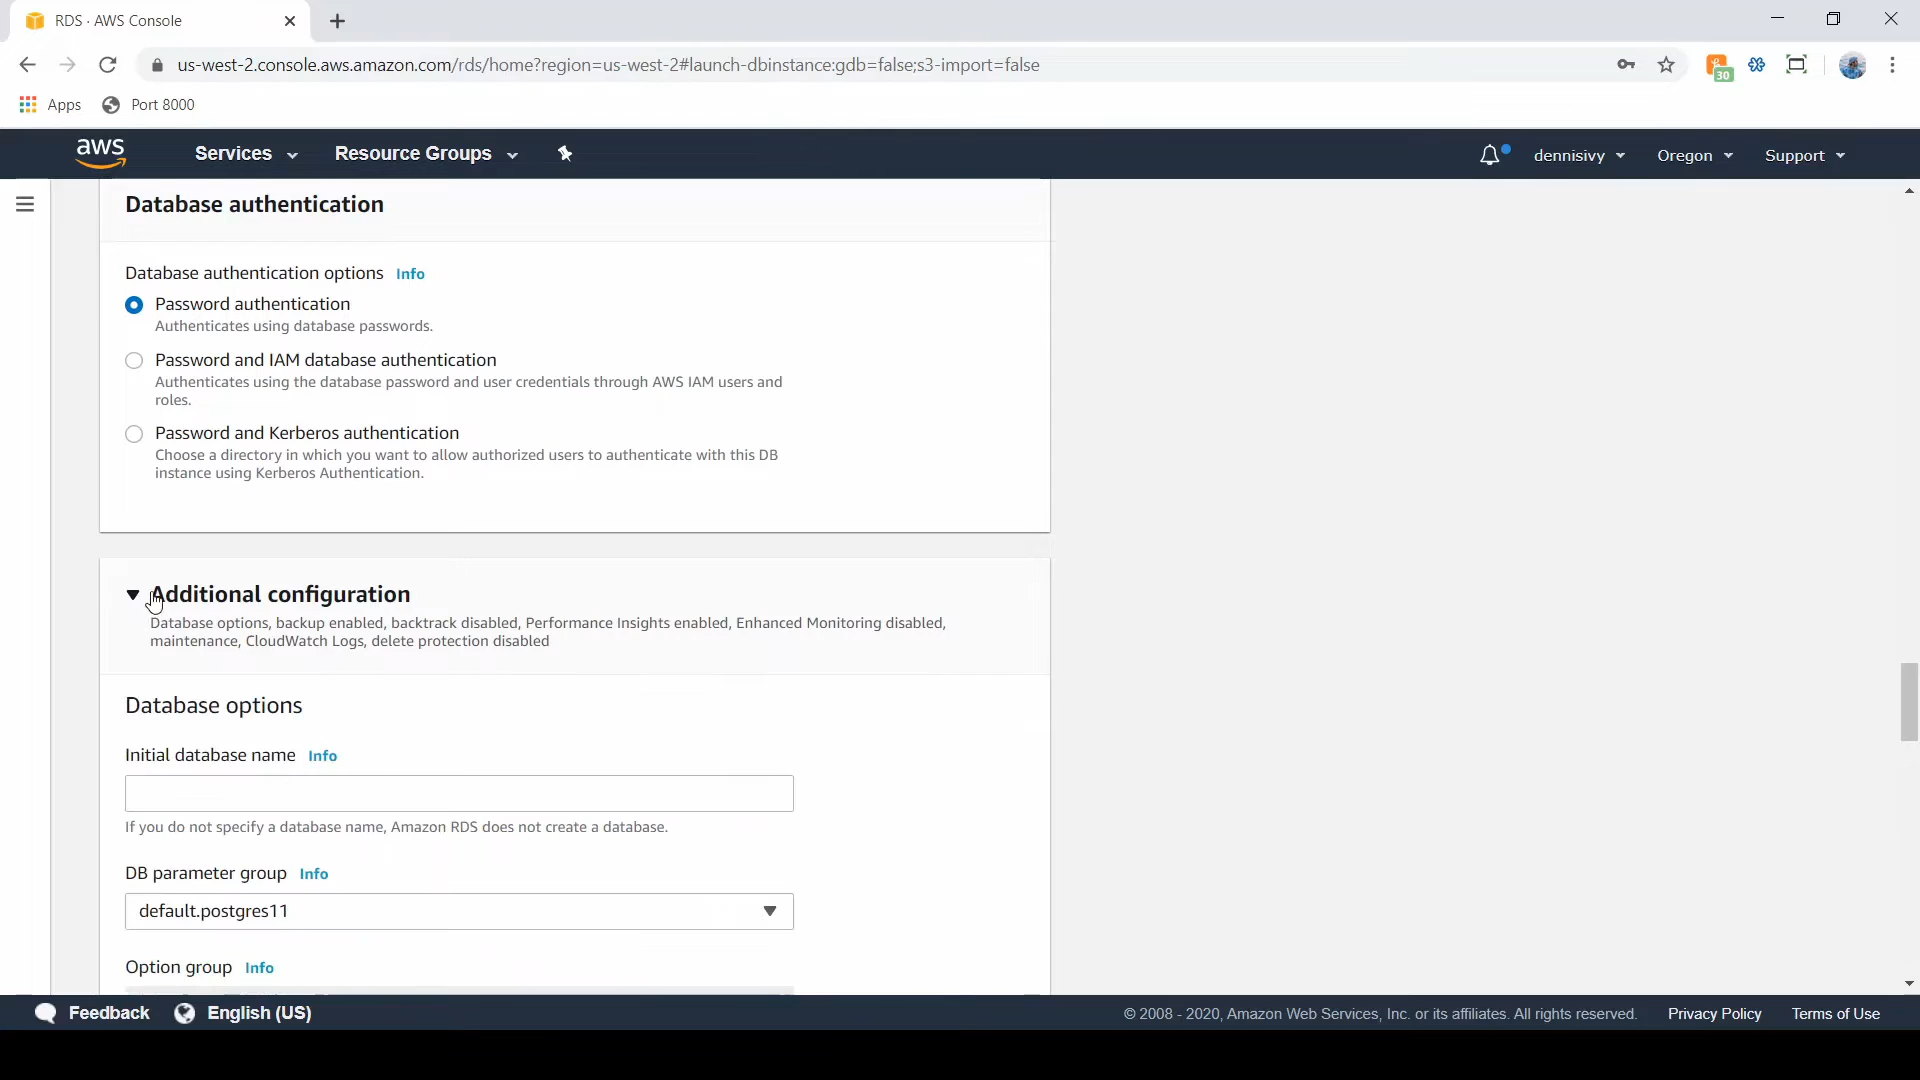 RDS · AWS Console
us-west-2.console.aws.amazon.com/rds/home?region=us-west-2#launch-dbinstance:gdb=false;s3-import=false
30
Apps
Port 8000
aws
Services
Resource Groups
dennisivy
Oregon
Support
Database authentication
Database authentication options Info
Password authentication
Authenticates using database passwords.
Password and IAM database authentication
Authenticates using the database password and user credentials through AWS IAM users and
roles.
Password and Kerberos authentication
Choose a directory in which you want to allow authorized users to authenticate with this DB
instance using Kerberos Authentication.
Additional configuration
Database options, backup enabled, backtrack disabled, Performance Insights enabled, Enhanced Monitoring disabled,
maintenance, CloudWatch Logs, delete protection disabled
Database options
Initial database name Info
If you do not specify a database name, Amazon RDS does not create a database.
DB parameter group Info
default.postgres11
Option group Info
Feedback
English (US)
© 2008 - 2020, Amazon Web Services, Inc. or its affiliates. All rights reserved.
Privacy Policy
Terms of Use